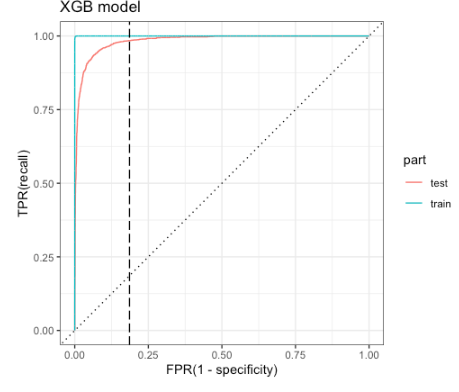 XGB model
1.00
0.75
0.50
0.25
0.00
TPR(recall)
0.00 0.25 0.50 0.75 1.00
FPR(1 - specificity)
part
test
train